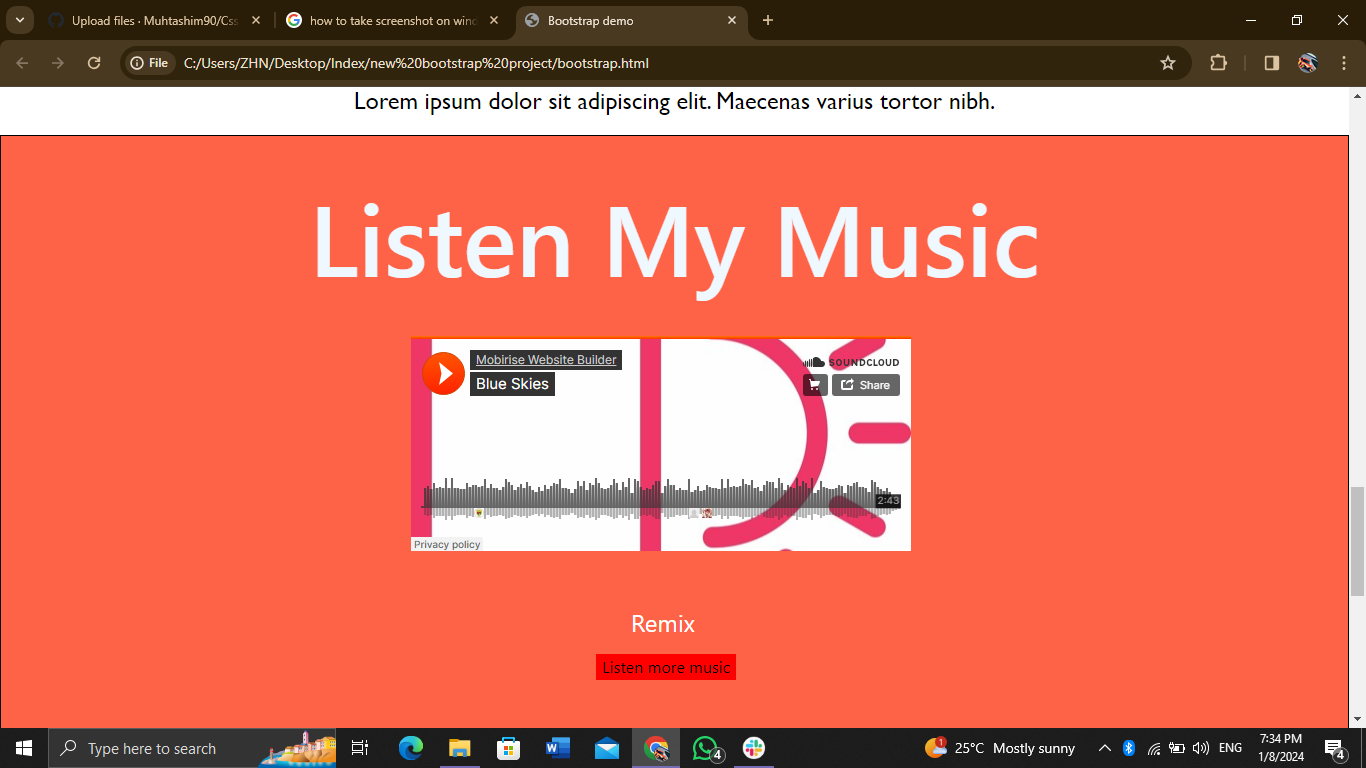 Upload files · Muhtashim90/Css
how to take screenshot on wind
Bootstrap demo
File
C:/Users/ZHN/Desktop/Index/new%20bootstrap%20project/bootstrap.html
Lorem ipsum dolor sit adipiscing elit. Maecenas varius tortor nibh.
Listen My Music
Mobirise Website Builder
SOUNDCLOUD
Blue Skies
Share
2:43
Privacy policy
Remix
Listen more music
Type here to search
4
1
25°C Mostly sunny
ENG
7:34 PM
1/8/2024
4